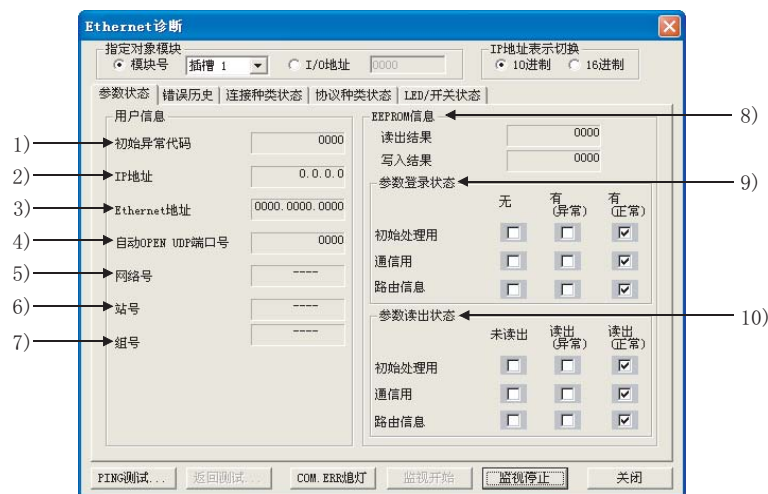 Ethernet诊断
指定对象模块
模块号 插槽 1 I/O地址 0000
IP地址表示切换
10进制 16进制
参数状态 错误历史 连接种类状态 协议种类状态 LED/开关状态
用户信息
1) 初始异常代码 0000
2) IP地址 0.0.0.0
3) Ethernet地址 0000.0000.0000
4) 自动OPEN UDP端口号 0000
5) 网络号 ----
6) 站号 ----
7) 组号 ----
EEPROM信息 8)
读出结果 0000
写入结果 0000
参数登录状态 9)
无 有(异常) 有(正常)
初始处理用
通信用
路由信息
参数读出状态 10)
未读出 读出(异常) 读出(正常)
初始处理用
通信用
路由信息
PING测试... 返回测试... COM.ERR熄灯 监视开始 监视停止 关闭